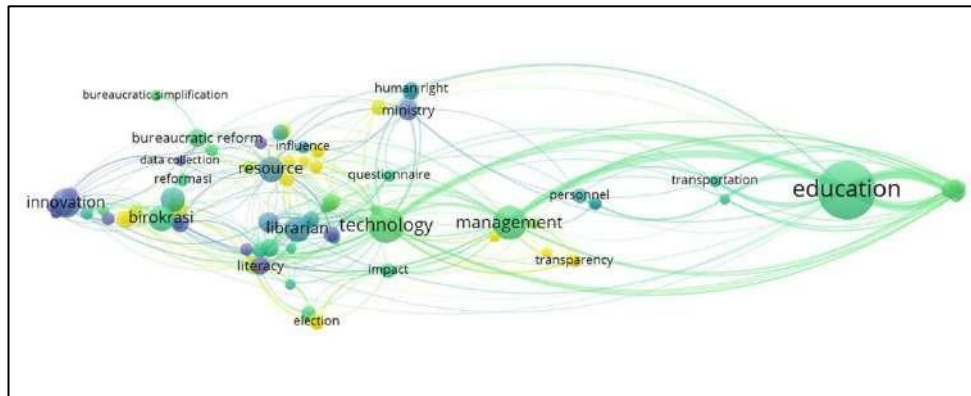 human right
bureaucratic simplification
ministry
bureaucratic reform
influence
data collection
resource
questionnaire
reformasi
transportation
personnel
education
innovation
birokrasi
librarian
technology
management
literacy
impact
transparency
election